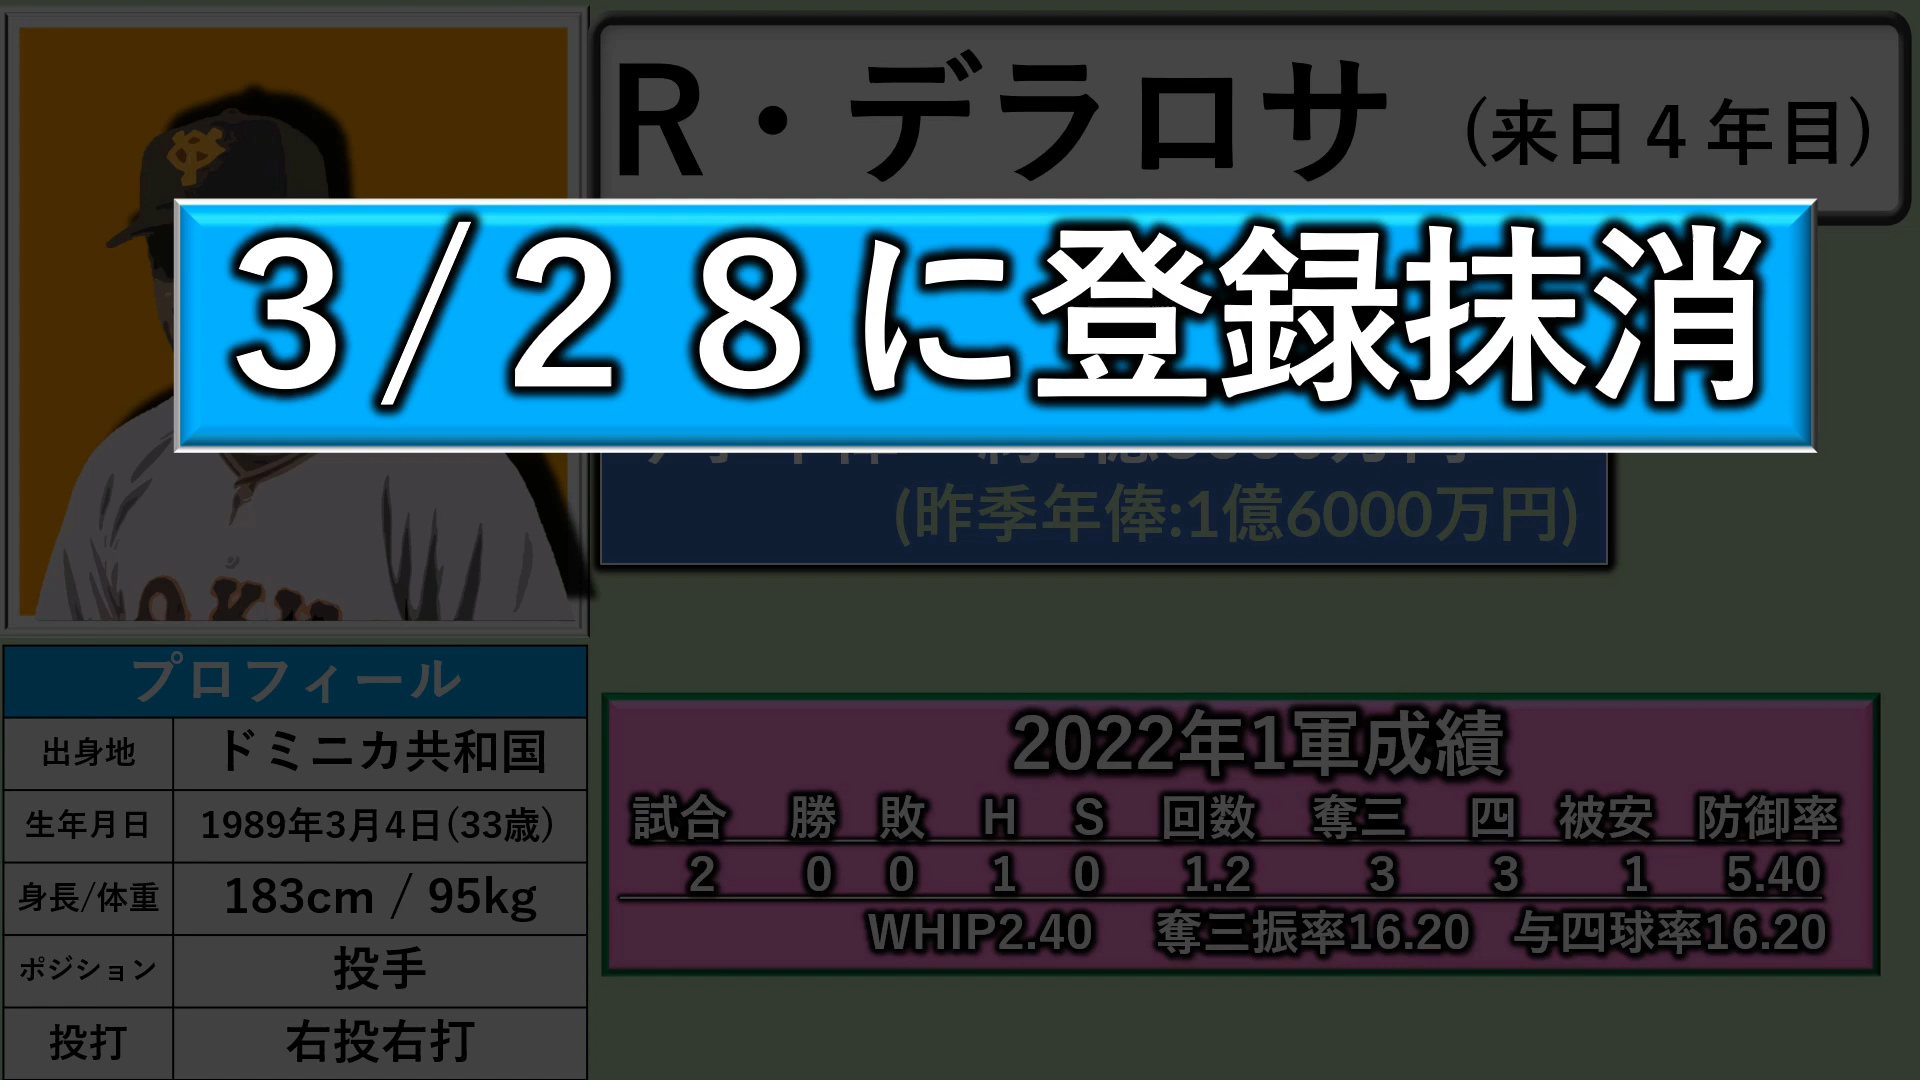 R・デラロサ (来日4年目)
3/28に登録抹消
(昨季年俸:1億6000万円)
プロフィール
出身地 ドミニカ共和国
生年月日 1989年3月4日(33歳)
身長/体重 183cm / 95kg
ポジション 投手
投打 右投右打
2022年1軍成績
試合 勝 敗 H S 回数 奪三 四 被安 防御率
2 0 0 1 0 1.2 3 3 1 5.40
WHIP2.40 奪三振率16.20 与四球率16.20